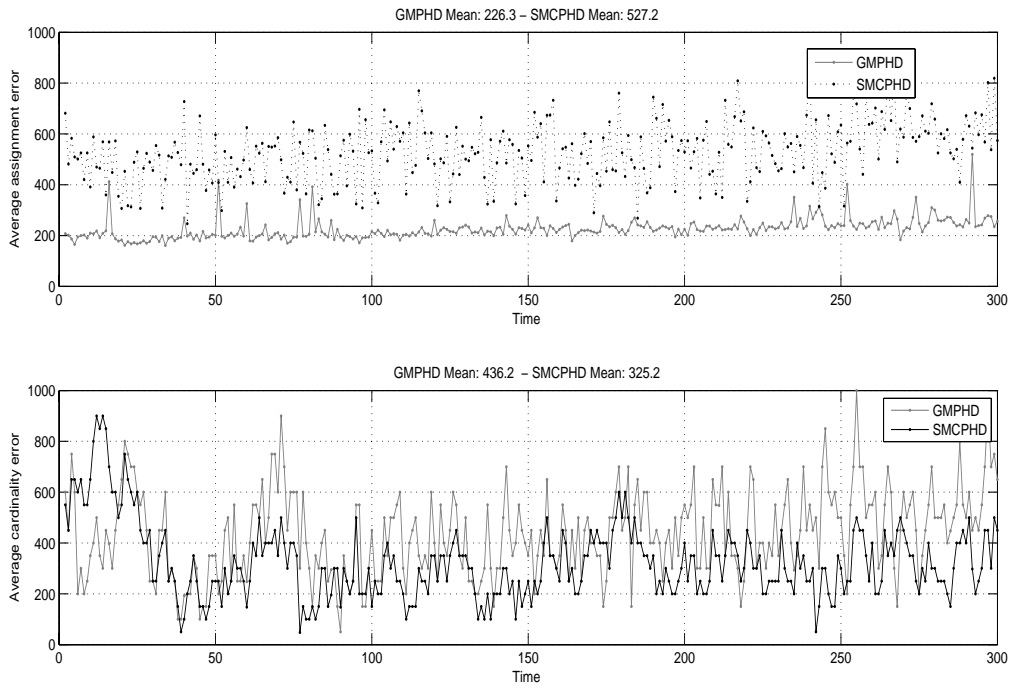 GMPHD Mean: 226.3 – SMCPHD Mean: 527.2
1000
800
600
400
200
0
Average assignment error
GMPHD
SMCPHD
0 50 100 150 200 250 300
Time
GMPHD Mean: 436.2 – SMCPHD Mean: 325.2
1000
800
600
400
200
0
Average cardinality error
GMPHD
SMCPHD
0 50 100 150 200 250 300
Time